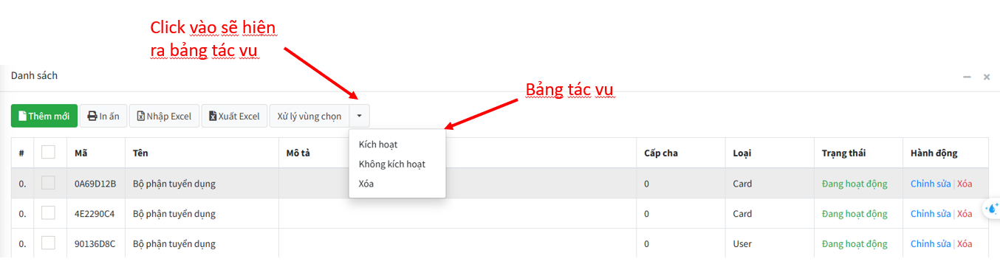 Click vào sẽ hiện
ra bảng tác vụ
Bảng tác vụ
Danh sách
Thêm mới In ấn Nhập Excel Xuất Excel Xử lý vùng chọn
Kích hoạt
Không kích hoạt
Xóa
# Mã Tên Mô tả Cấp cha Loại Trạng thái Hành động
0. 0A69D12B Bộ phận tuyển dụng 0 Card Đang hoạt động Chỉnh sửa | Xóa
0. 4E2290C4 Bộ phận tuyển dụng 0 Card Đang hoạt động Chỉnh sửa | Xóa
0. 90136D8C Bộ phận tuyển dụng 0 User Đang hoạt động Chỉnh sửa | Xóa